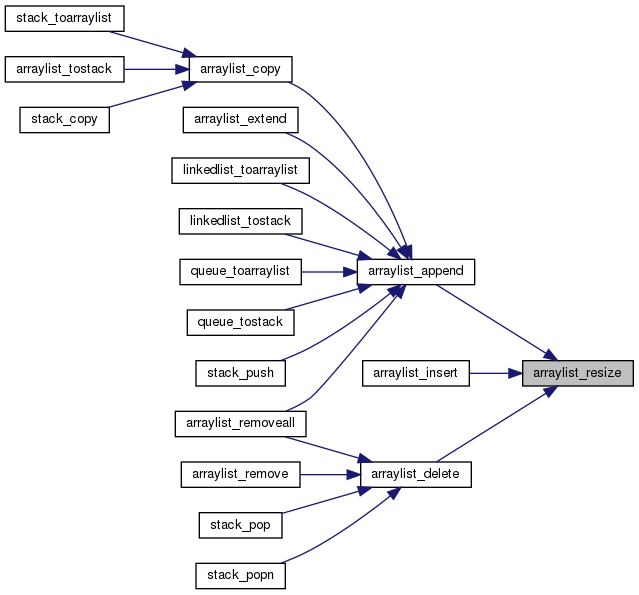 stack_toarraylist
arraylist_tostack
arraylist_copy
stack_copy
arraylist_extend
linkedlist_toarraylist
linkedlist_tostack
queue_toarraylist
arraylist_append
queue_tostack
stack_push
arraylist_insert
arraylist_resize
arraylist_removeall
arraylist_remove
arraylist_delete
stack_pop
stack_popn